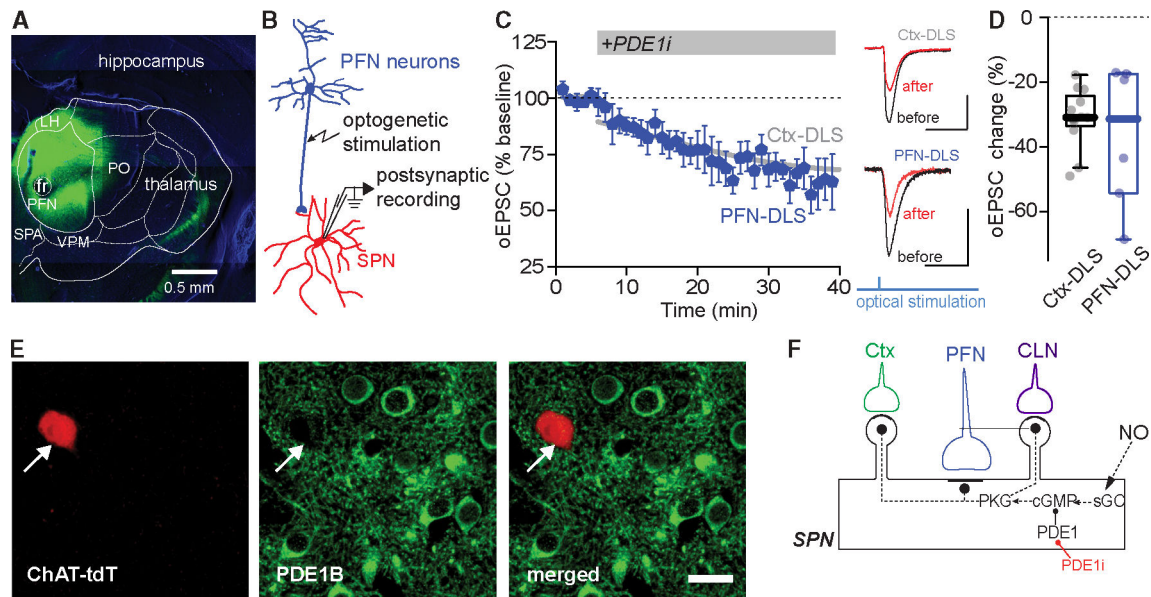 A
hippocampus
LH
PO
thalamus
fr
PFN
SPA
VPM
0.5 mm
B
PFN neurons
optogenetic
stimulation
postsynaptic
recording
SPN
C
+PDE1i
125
100
75
50
25
oEPSC (% baseline)
0
10
20
30
40
Time (min)
Ctx-DLS
PFN-DLS
Ctx-DLS
after
before
PFN-DLS
after
before
optical stimulation
D
0
-20
-40
-60
oEPSC change (%)
Ctx-DLS
PFN-DLS
E
ChAT-tdT
PDE1B
merged
F
Ctx
PFN
CLN
NO
PKG
cGMP
sGC
PDE1
PDE1i
SPN